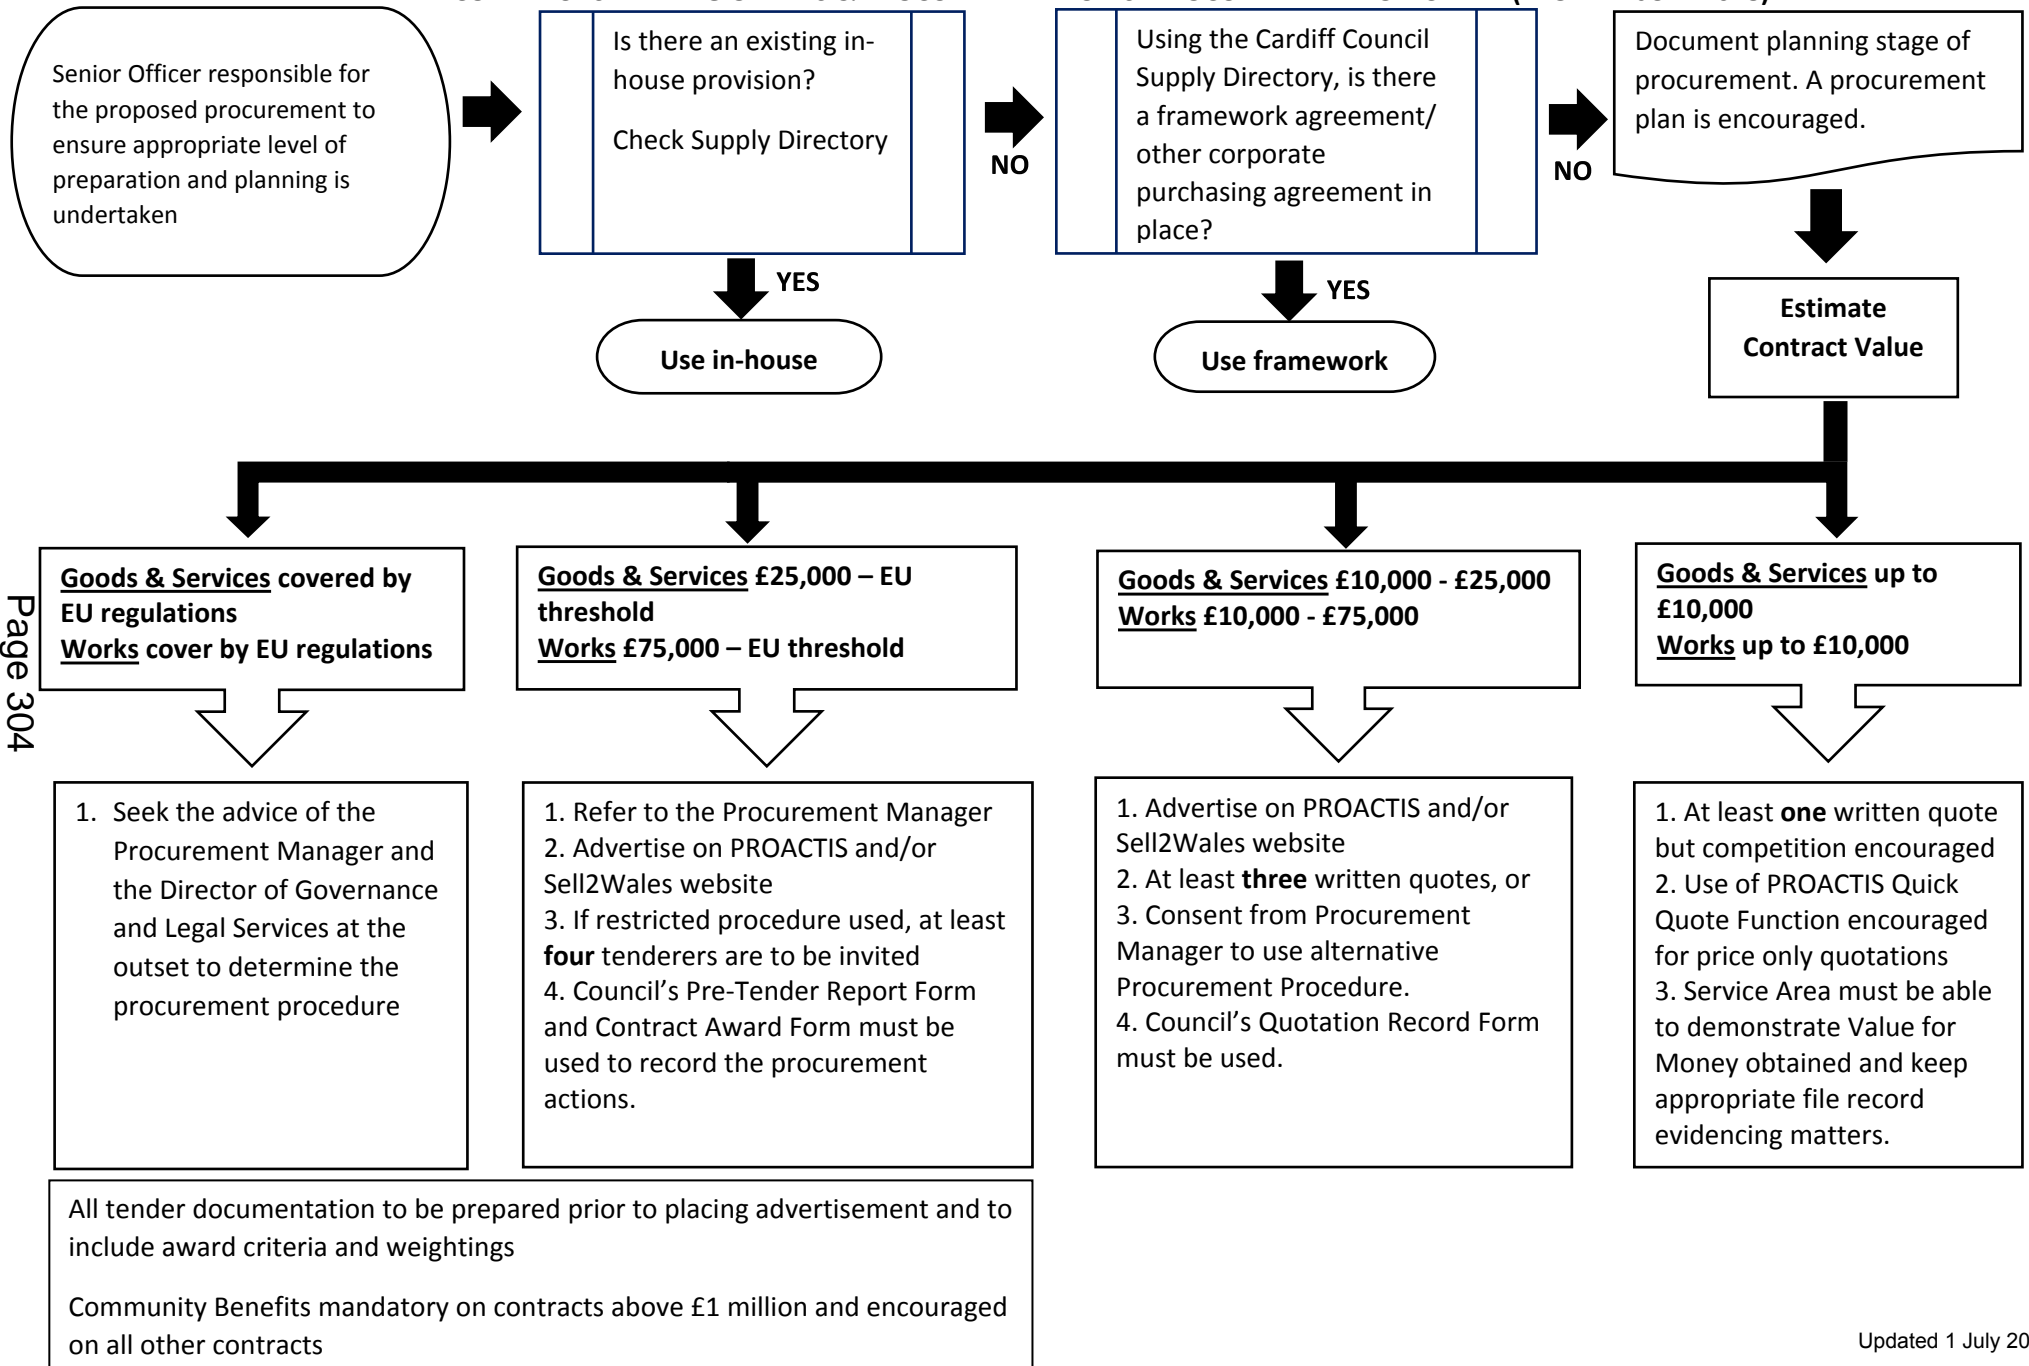 Senior Officer responsible for
the proposed procurement to
ensure appropriate level of
preparation and planning is
undertaken
Is there an existing in-
house provision?
Check Supply Directory
NO
YES
Use in-house
Using the Cardiff Council
Supply Directory, is there
a framework agreement/
other corporate
purchasing agreement in
place?
NO
YES
Use framework
Document planning stage of
procurement. A procurement
plan is encouraged.
Estimate
Contract Value
Goods & Services covered by
EU regulations
Works cover by EU regulations
1. Seek the advice of the
Procurement Manager and
the Director of Governance
and Legal Services at the
outset to determine the
procurement procedure
Goods & Services £25,000 – EU
threshold
Works £75,000 – EU threshold
1. Refer to the Procurement Manager
2. Advertise on PROACTIS and/or
Sell2Wales website
3. If restricted procedure used, at least
four tenderers are to be invited
4. Council’s Pre-Tender Report Form
and Contract Award Form must be
used to record the procurement
actions.
Goods & Services £10,000 - £25,000
Works £10,000 - £75,000
1. Advertise on PROACTIS and/or
Sell2Wales website
2. At least three written quotes, or
3. Consent from Procurement
Manager to use alternative
Procurement Procedure.
4. Council’s Quotation Record Form
must be used.
Goods & Services up to
£10,000
Works up to £10,000
1. At least one written quote
but competition encouraged
2. Use of PROACTIS Quick
Quote Function encouraged
for price only quotations
3. Service Area must be able
to demonstrate Value for
Money obtained and keep
appropriate file record
evidencing matters.
All tender documentation to be prepared prior to placing advertisement and to
include award criteria and weightings
Community Benefits mandatory on contracts above £1 million and encouraged
on all other contracts
Page 304
Updated 1 July 20